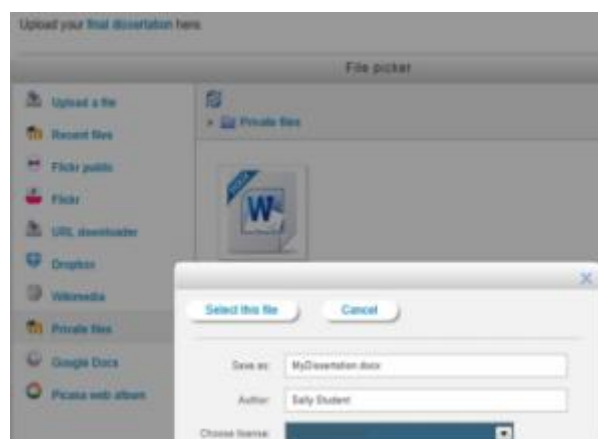 Upload your final dissertation here.
File picker
Upload a file
Recent files
Flickr public
Flickr
URL downloader
Dropbox
Wikimedia
Private files
Google Docs
Picasa web album
Private files
Select this file
Cancel
Save as: MyDissertation.docx
Author: Sally Student
Choose license: